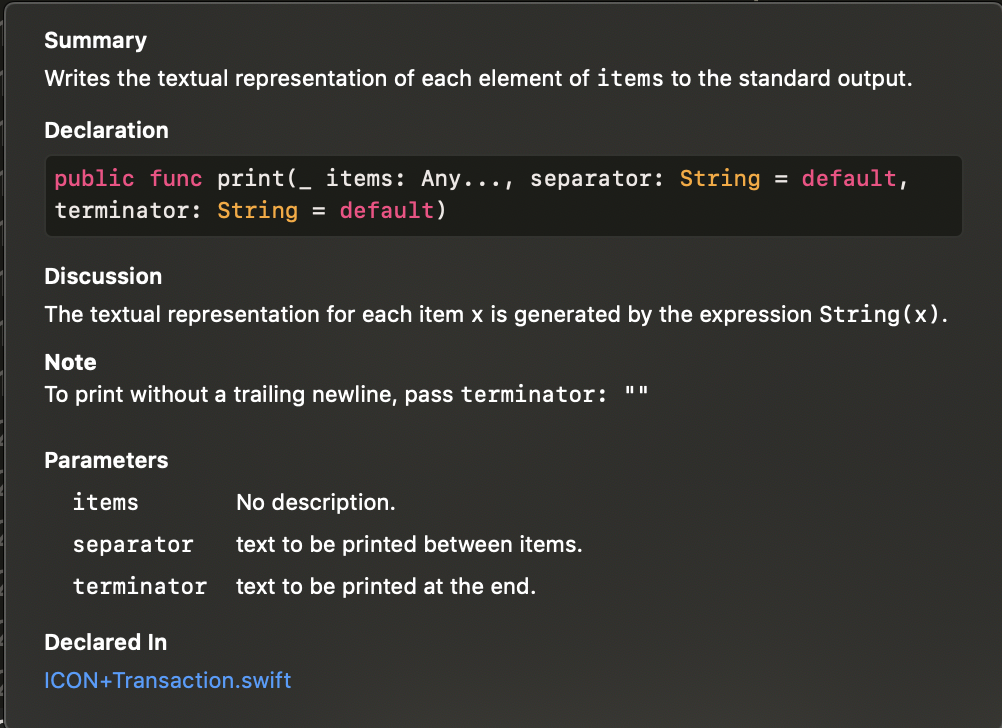 Summary
Writes the textual representation of each element of items to the standard output.
Declaration
public func print(_ items: Any..., separator: String = default,
terminator: String = default)
Discussion
The textual representation for each item x is generated by the expression String(x).
Note
To print without a trailing newline, pass terminator: ""
Parameters
items No description.
separator text to be printed between items.
terminator text to be printed at the end.
Declared In
ICON+Transaction.swift